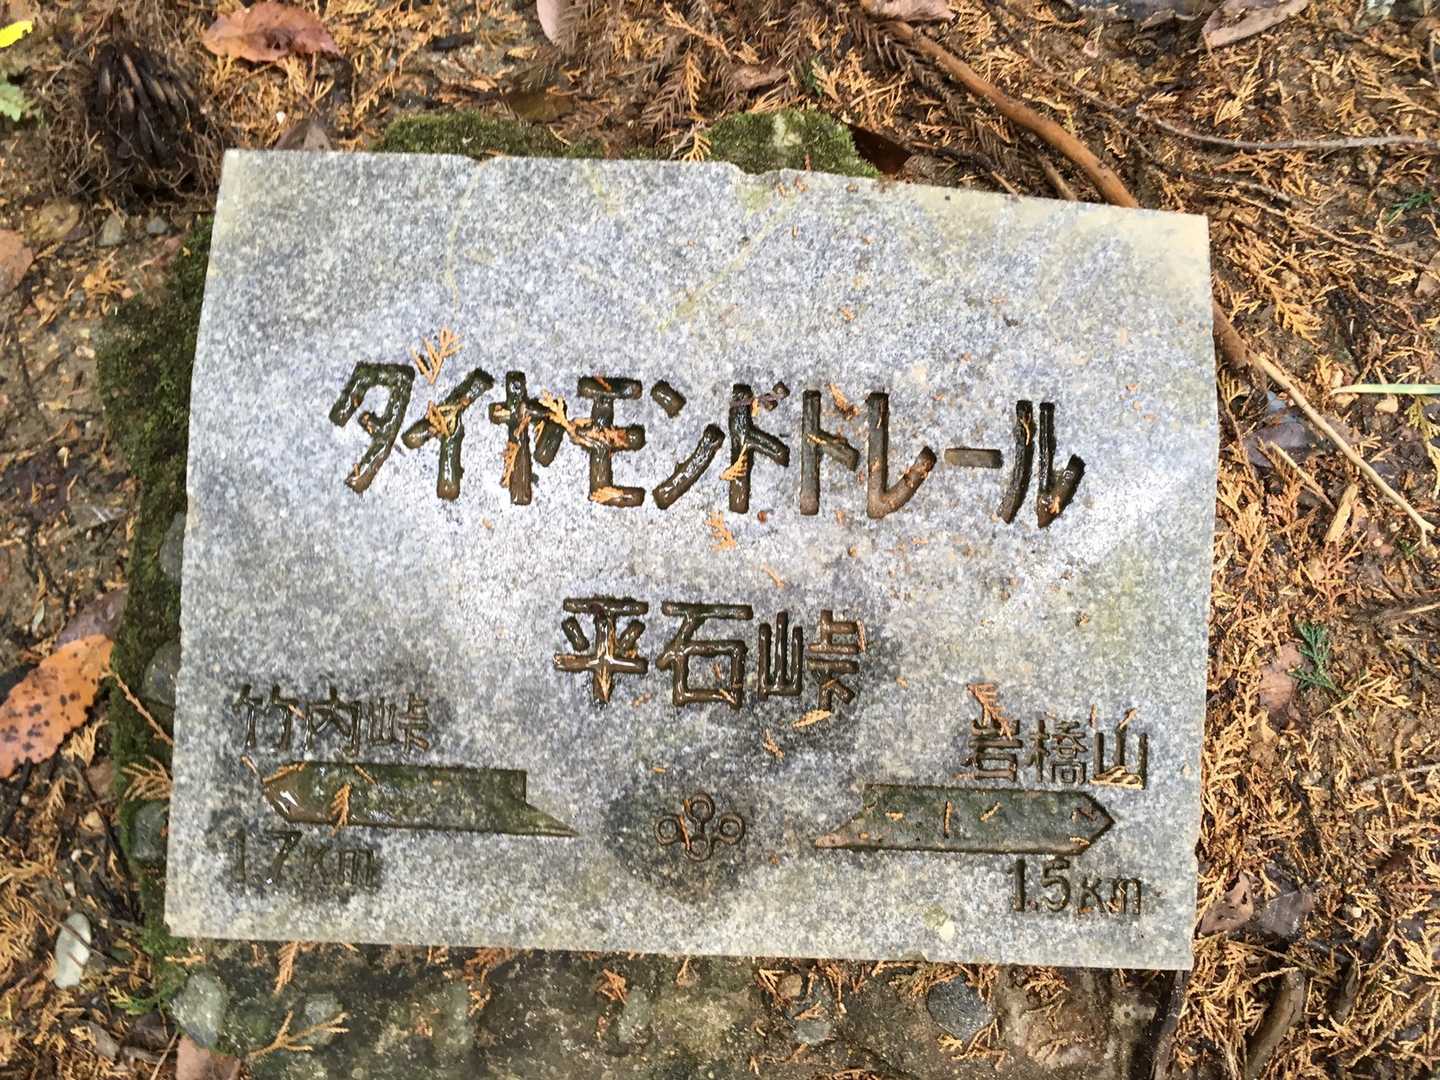 ダイヤモンドトレール
平石峠
竹内峠
岩橋山
1.7Km
1.5Km